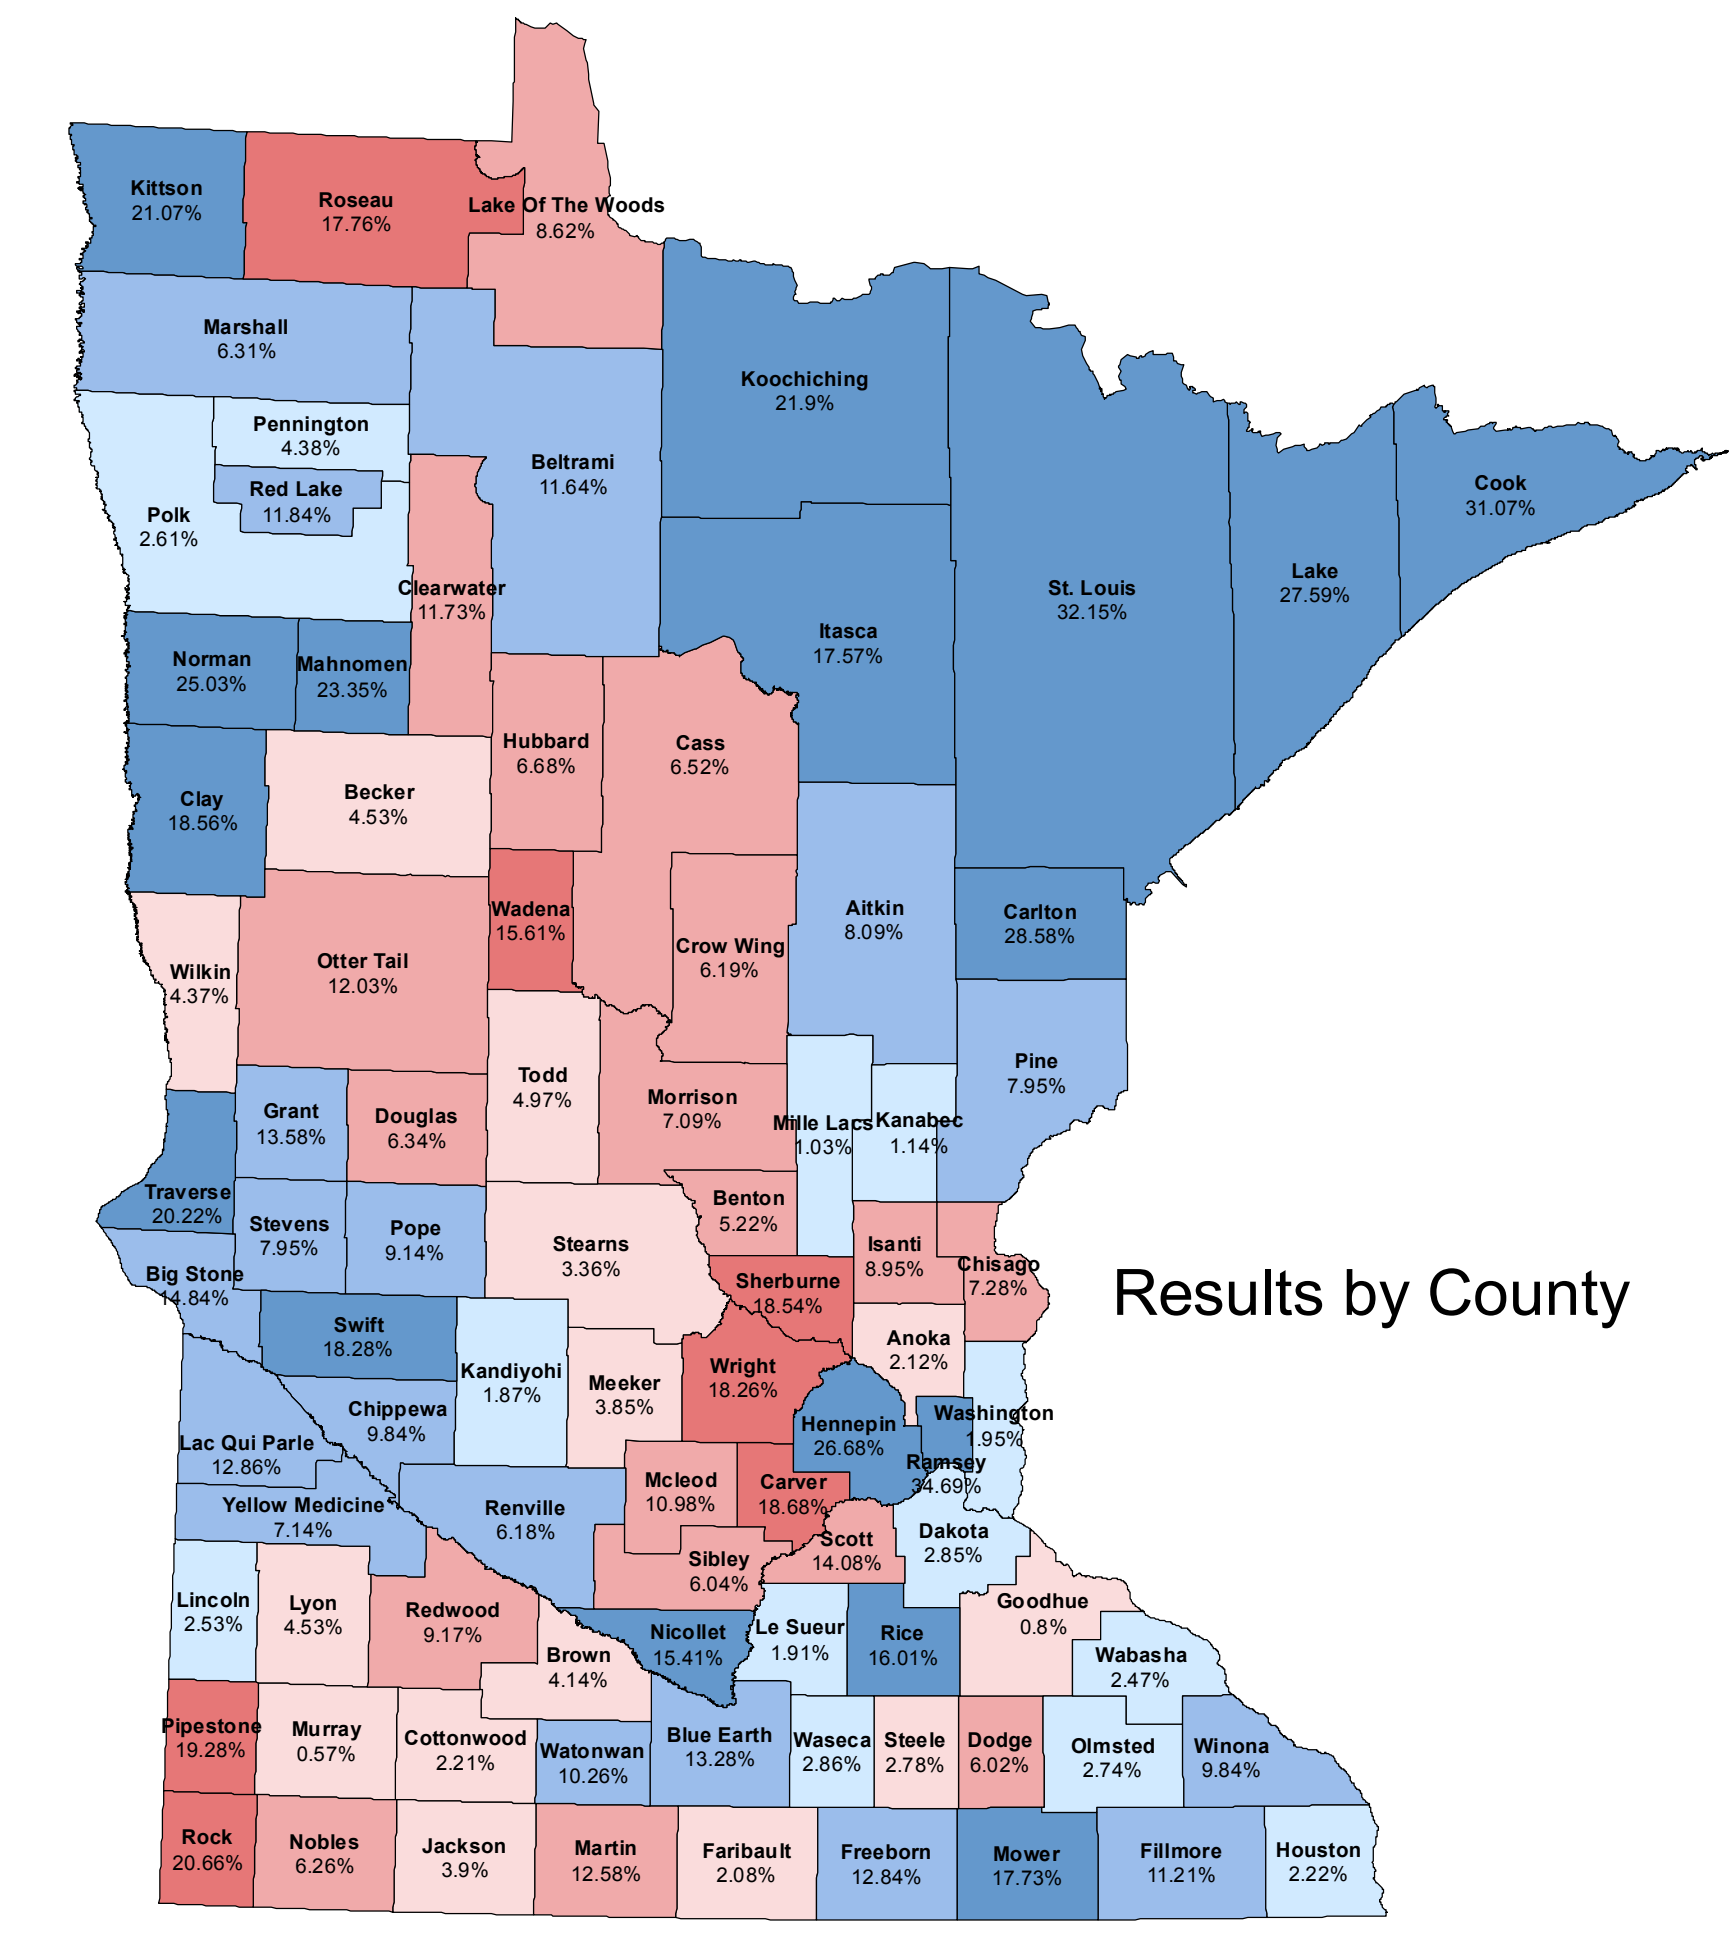 Kittson
21.07%
Roseau
17.76%
Lake Of The Woods
8.62%
Marshall
6.31%
Koochiching
21.9%
Pennington
4.38%
Beltrami
11.64%
Red Lake
11.84%
Cook
31.07%
Polk
2.61%
Lake
27.59%
Clearwater
11.73%
St. Louis
32.15%
Itasca
17.57%
Norman
25.03%
Mahnomen
23.35%
Hubbard
6.68%
Cass
6.52%
Becker
4.53%
Clay
18.56%
Wadena
15.61%
Aitkin
8.09%
Carlton
28.58%
Crow Wing
6.19%
Otter Tail
12.03%
Wilkin
4.37%
Pine
7.95%
Todd
4.97%
Morrison
7.09%
Grant
13.58%
Douglas
6.34%
Mille Lacs
1.03%
Kanabec
1.14%
Traverse
20.22%
Benton
5.22%
Stevens
7.95%
Pope
9.14%
Stearns
3.36%
Isanti
8.95%
Chisago
7.28%
Big Stone
14.84%
Sherburne
18.54%
Results by County
Swift
18.28%
Anoka
2.12%
Kandiyohi
1.87%
Wright
18.26%
Meeker
3.85%
Chippewa
9.84%
Hennepin
26.68%
Washington
1.95%
Lac Qui Parle
12.86%
Ramsey
34.69%
Mcleod
10.98%
Carver
18.68%
Yellow Medicine
7.14%
Renville
6.18%
Dakota
2.85%
Scott
14.08%
Sibley
6.04%
Lincoln
2.53%
Lyon
4.53%
Redwood
9.17%
Goodhue
0.8%
Nicollet
15.41%
Le Sueur
1.91%
Rice
16.01%
Brown
4.14%
Wabasha
2.47%
Pipestone
19.28%
Murray
0.57%
Cottonwood
2.21%
Watonwan
10.26%
Blue Earth
13.28%
Waseca
2.86%
Steele
2.78%
Dodge
6.02%
Olmsted
2.74%
Winona
9.84%
Rock
20.66%
Nobles
6.26%
Jackson
3.9%
Martin
12.58%
Faribault
2.08%
Freeborn
12.84%
Mower
17.73%
Fillmore
11.21%
Houston
2.22%